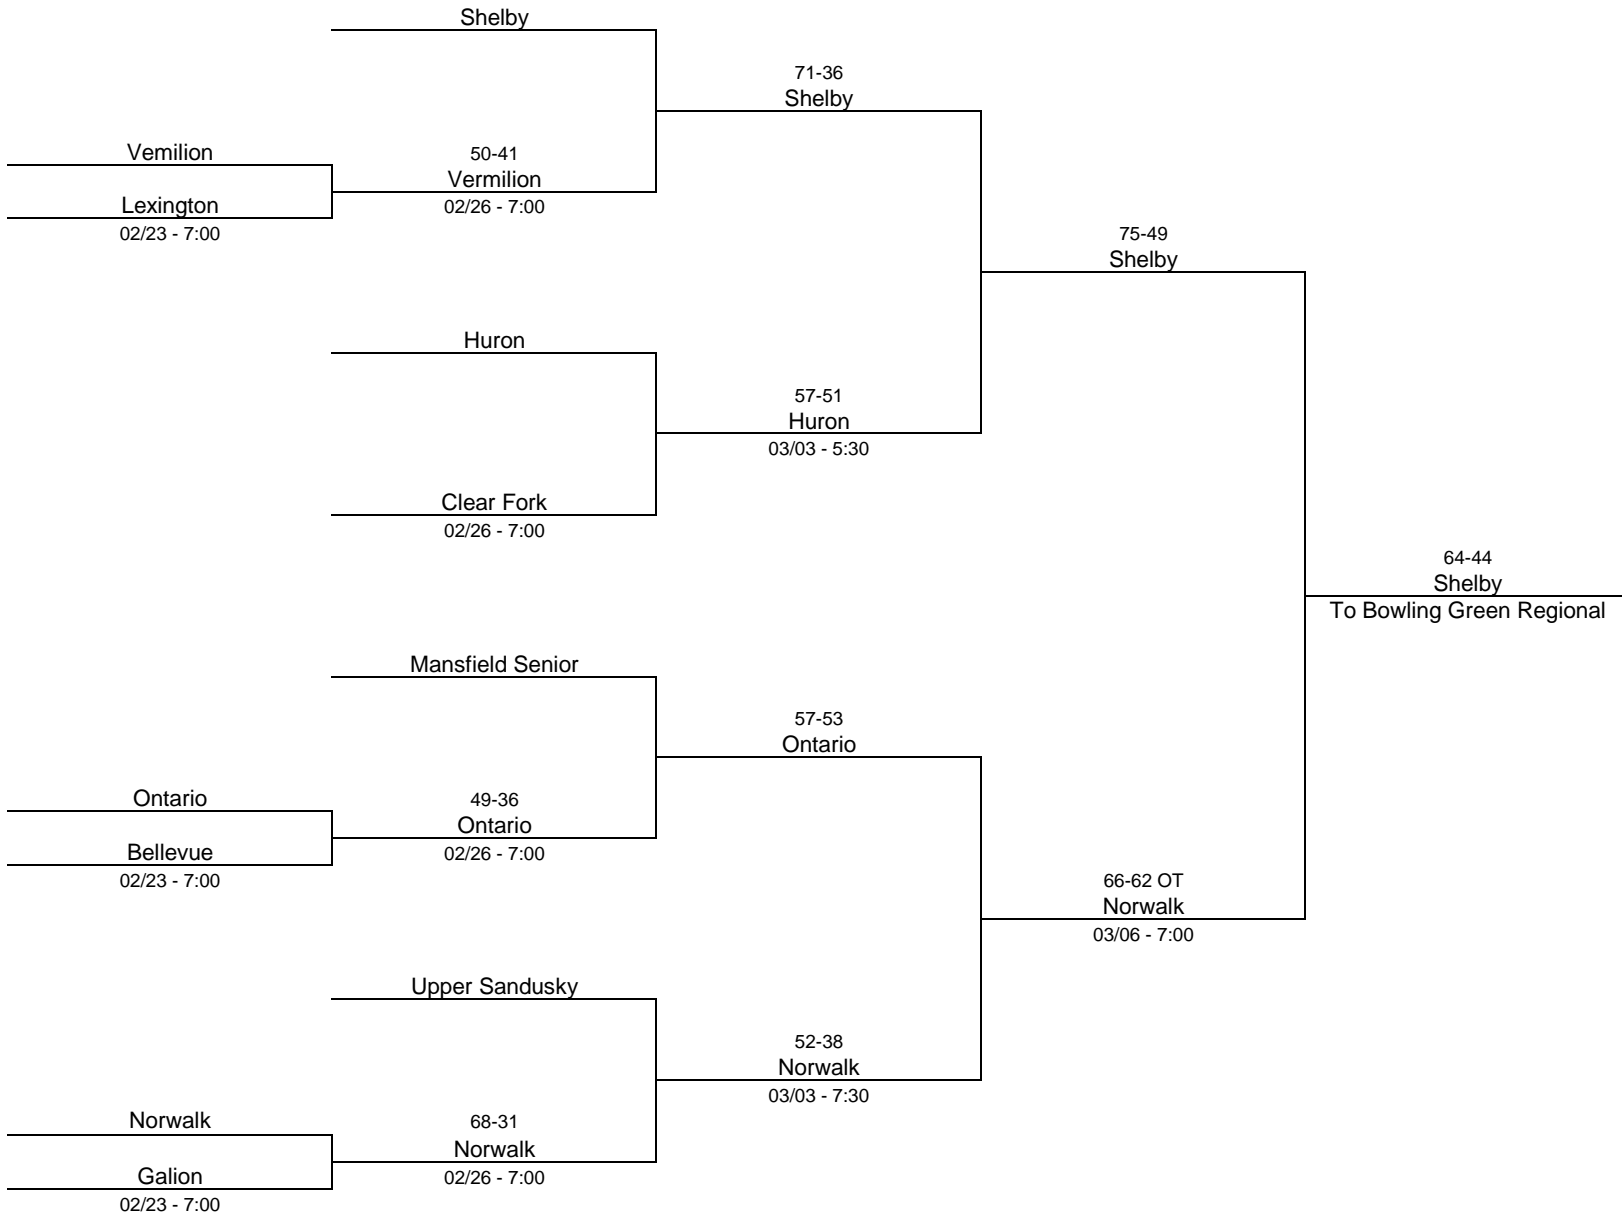 Shelby
71-36
Shelby
Vemilion
50-41
Vermilion
Lexington
02/26 - 7:00
02/23 - 7:00
75-49
Shelby
Huron
57-51
Huron
03/03 - 5:30
Clear Fork
02/26 - 7:00
64-44
Shelby
To Bowling Green Regional
Mansfield Senior
57-53
Ontario
Ontario
49-36
Ontario
Bellevue
02/26 - 7:00
02/23 - 7:00
66-62 OT
Norwalk
03/06 - 7:00
Upper Sandusky
52-38
Norwalk
03/03 - 7:30
Norwalk
68-31
Norwalk
Galion
02/26 - 7:00
02/23 - 7:00